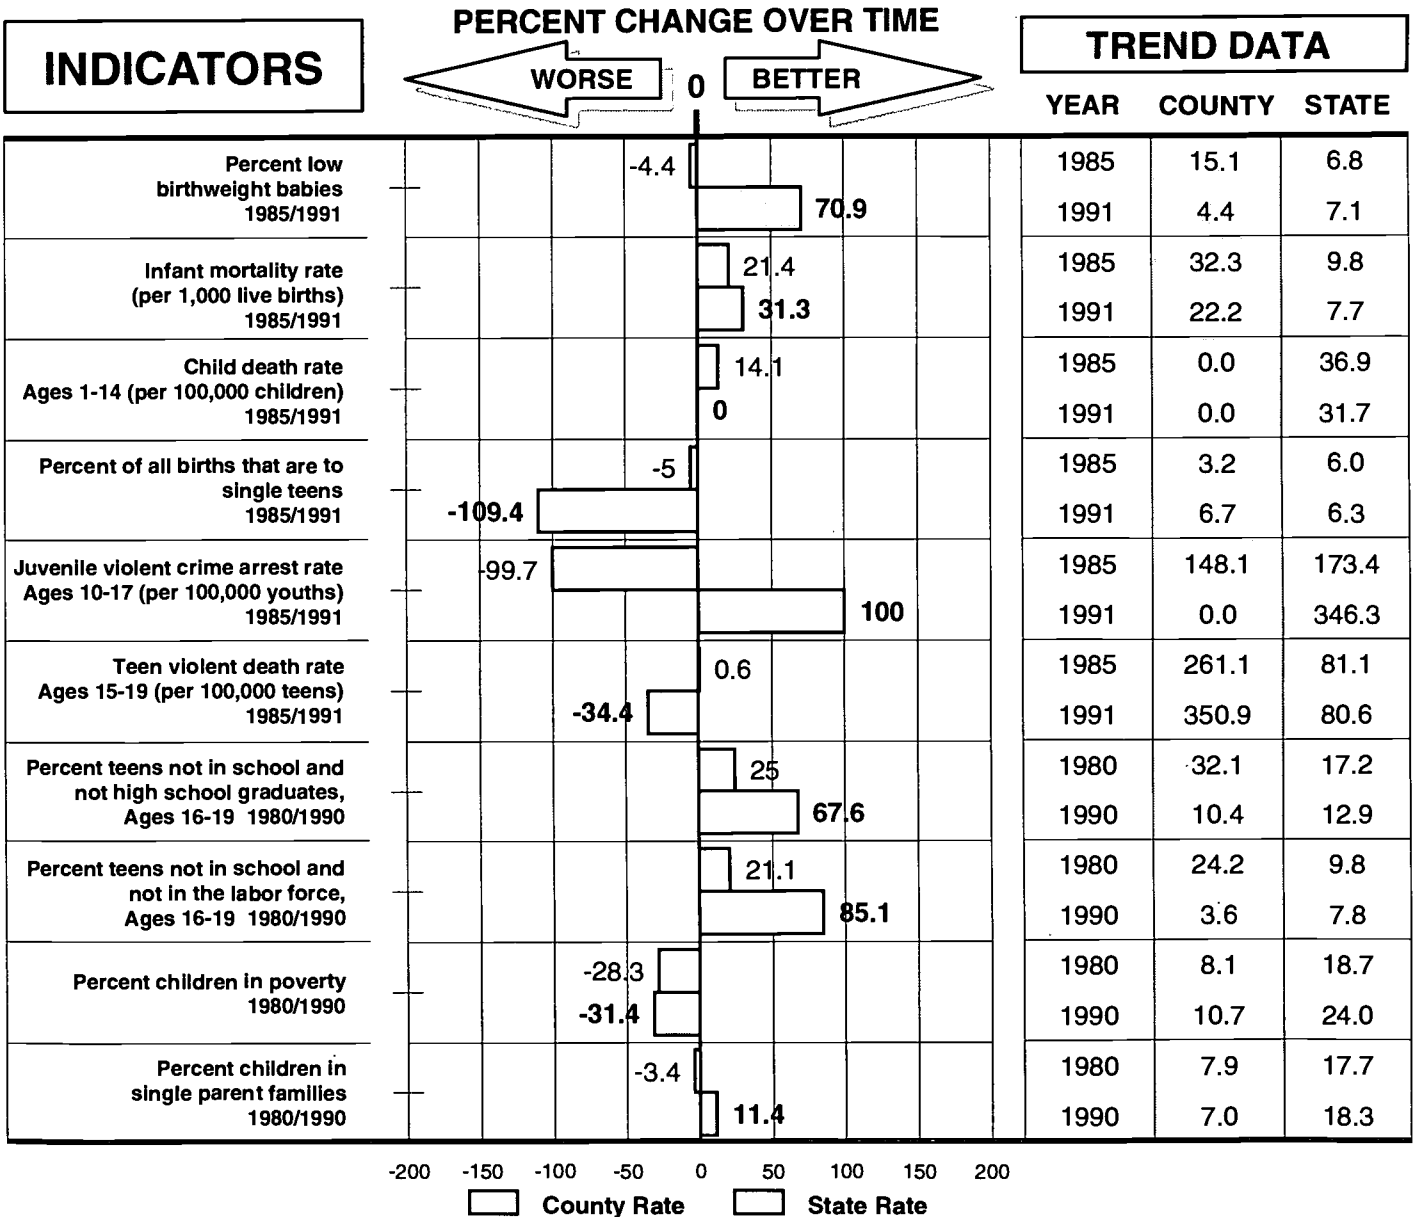 PERCENT CHANGE OVER TIME
INDICATORS
WORSE
0
BETTER
TREND DATA
YEAR COUNTY STATE
Percent low
birthweight babies
1985/1991
-4.4
70.9
1985 15.1 6.8
1991 4.4 7.1
Infant mortality rate
(per 1,000 live births)
1985/1991
21.4
31.3
1985 32.3 9.8
1991 22.2 7.7
Child death rate
Ages 1-14 (per 100,000 children)
1985/1991
14.1
0
1985 0.0 36.9
1991 0.0 31.7
Percent of all births that are to
single teens
1985/1991
-5
-109.4
1985 3.2 6.0
1991 6.7 6.3
Juvenile violent crime arrest rate
Ages 10-17 (per 100,000 youths)
1985/1991
-99.7
100
1985 148.1 173.4
1991 0.0 346.3
Teen violent death rate
Ages 15-19 (per 100,000 teens)
1985/1991
0.6
-34.4
1985 261.1 81.1
1991 350.9 80.6
Percent teens not in school and
not high school graduates,
Ages 16-19 1980/1990
25
67.6
1980 32.1 17.2
1990 10.4 12.9
Percent teens not in school and
not in the labor force,
Ages 16-19 1980/1990
21.1
85.1
1980 24.2 9.8
1990 3.6 7.8
Percent children in poverty
1980/1990
-28.3
-31.4
1980 8.1 18.7
1990 10.7 24.0
Percent children in
single parent families
1980/1990
-3.4
11.4
1980 7.9 17.7
1990 7.0 18.3
-200 -150 -100 -50 0 50 100 150 200
County Rate State Rate